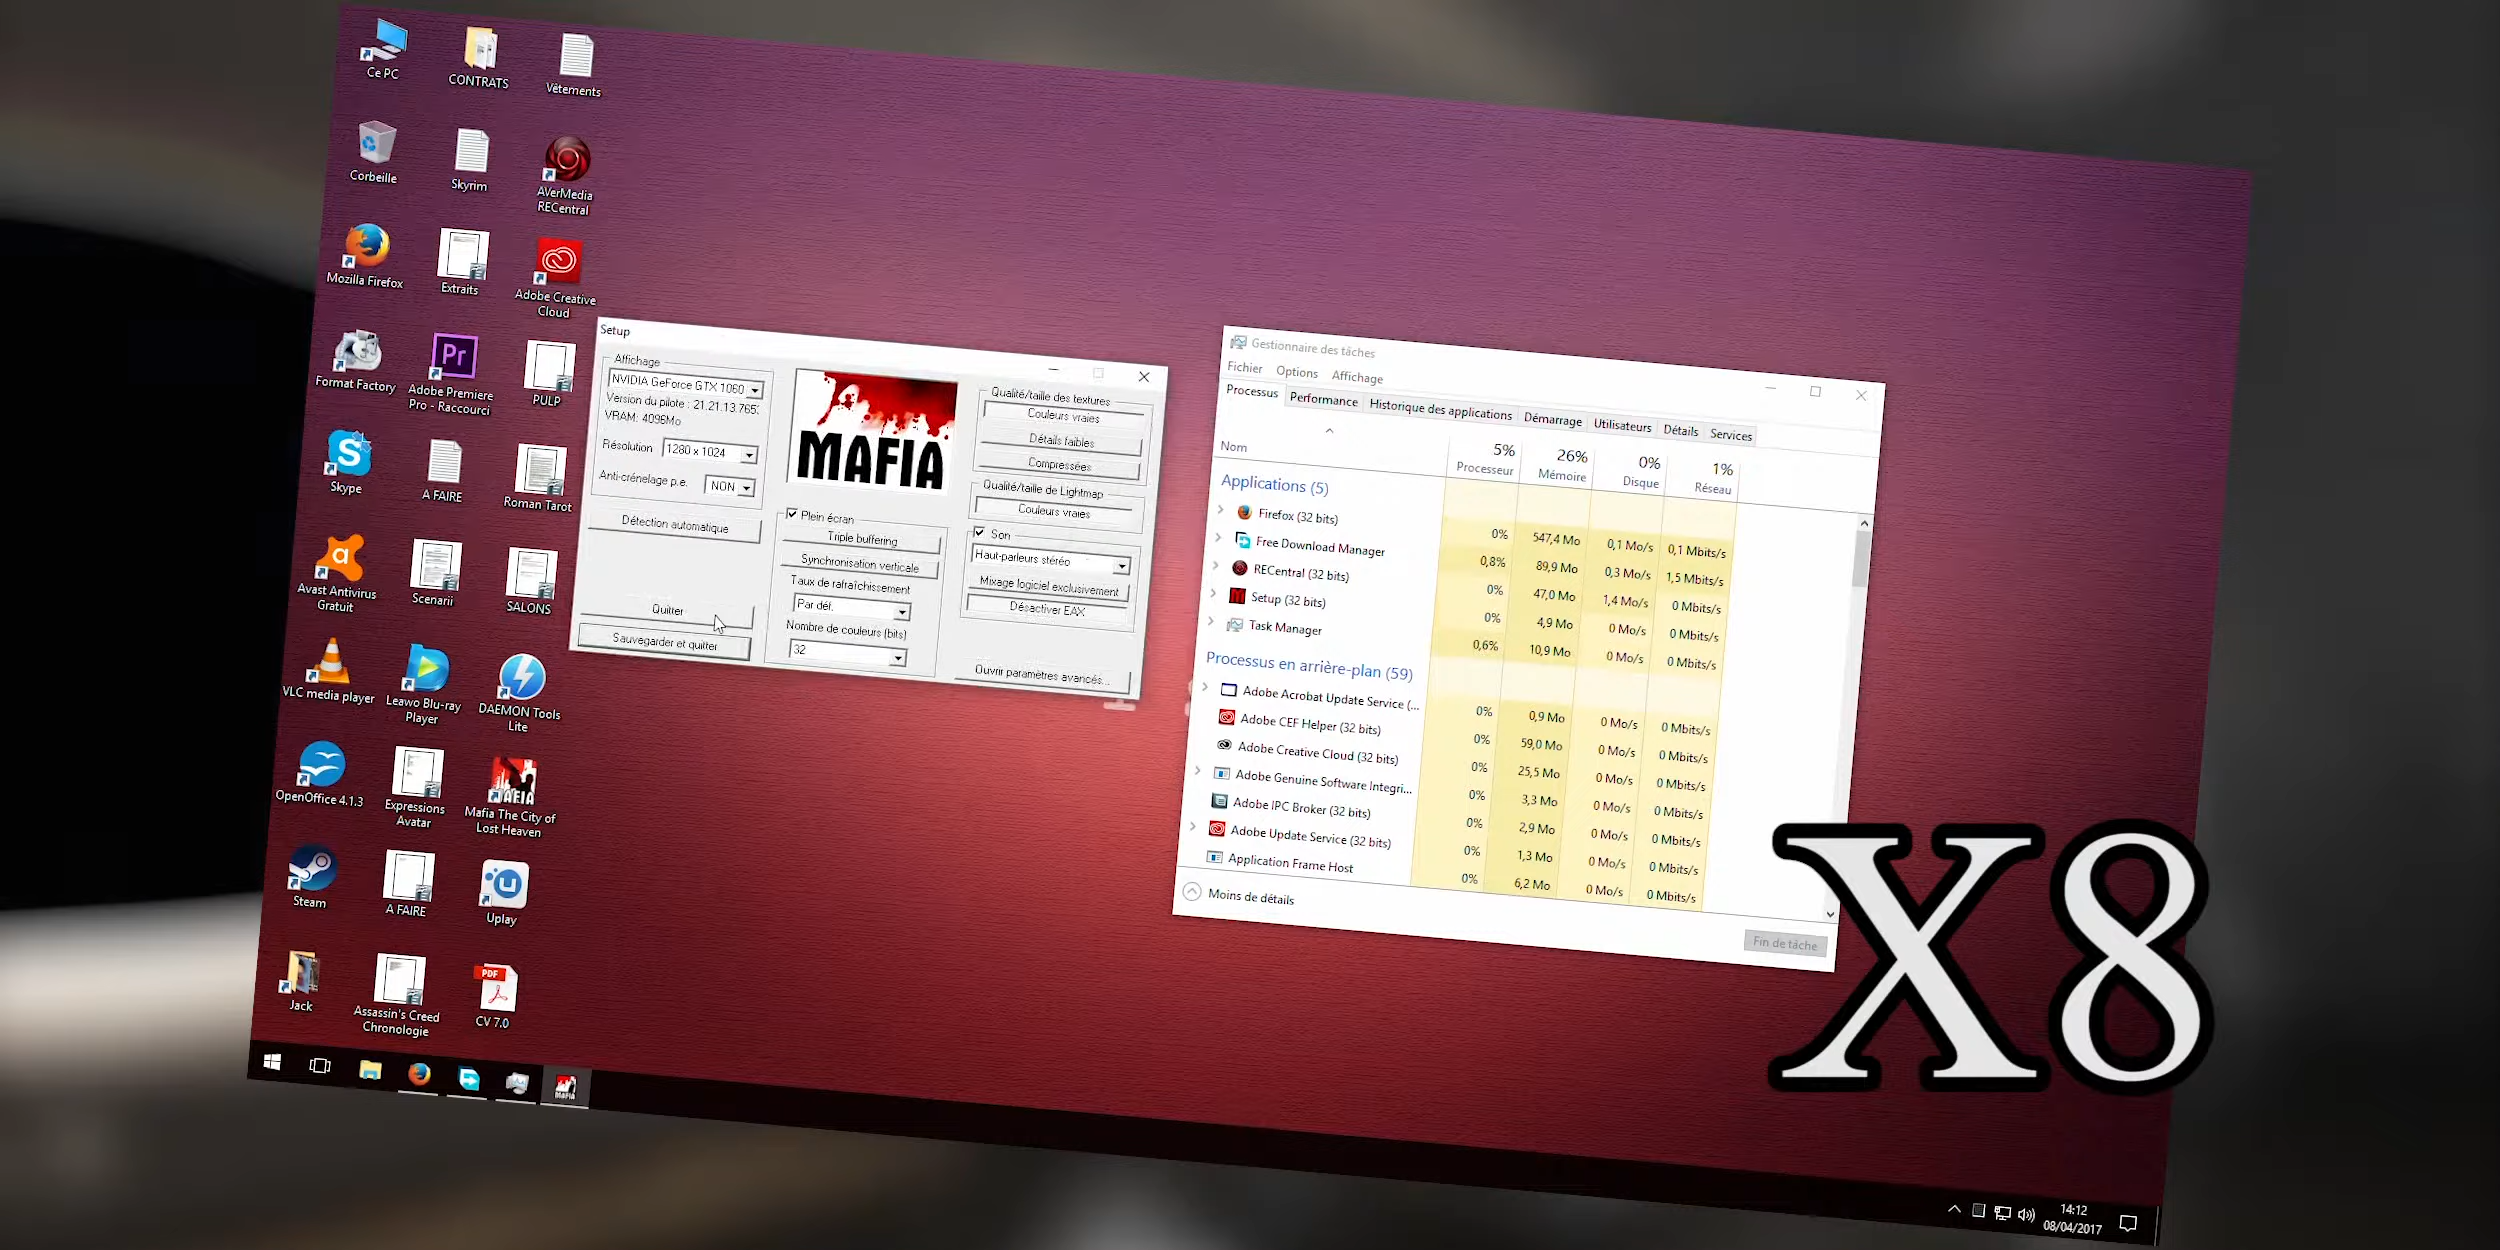 Ce PC
CONTRATS
Vêtements
Corbeille
Skyrim
AVerMedia
RECentral
Mozilla Firefox
Extraits
Adobe Creative
Cloud
Format Factory
Pr
Adobe Premiere
Pro - Raccourci
PULP
Skype
A FAIRE
Roman Tarot
Avast Antivirus
Gratuit
Scenarii
SALONS
VLC media player
Leawo Blu-ray
Player
DAEMON Tools
Lite
OpenOffice 4.1.3
Expressions
Avatar
MAFIA
Mafia The City of
Lost Heaven
Steam
A FAIRE
Uplay
Jack
Assassin's Creed
Chronologie
PDF
CV 7.0
Setup
Affichage
NVIDIA GeForce GTX 1060
Version du pilote : 21.21.13.765
VRAM: 4096Mo
Résolution 1280 x 1024
Anti-crénelage p.e. NON
Détection automatique
Quitter
Sauvegarder et quitter
MAFIA
Plein écran
Triple buffering
Synchronisation verticale
Taux de rafraîchissement
Par déf.
Nombre de couleurs (bits)
32
Qualité/taille des textures
Couleurs vraies
Détails faibles
Compressées
Qualité/taille de Lightmap
Couleurs vraies
Son
Haut-parleurs stéréo
Mixage logiciel exclusivement
Désactiver EAX
Ouvrir paramètres avancés...
Gestionnaire des tâches
Fichier Options Affichage
Processus Performance Historique des applications Démarrage Utilisateurs Détails Services
5% 26% 0% 1%
Nom Processeur Mémoire Disque Réseau
Applications (5)
Firefox (32 bits) 0% 547,4 Mo 0,1 Mo/s 0,1 Mbits/s
Free Download Manager 0,8% 89,9 Mo 0,3 Mo/s 1,5 Mbits/s
RECentral (32 bits) 0% 47,0 Mo 1,4 Mo/s 0 Mbits/s
Setup (32 bits) 0% 4,9 Mo 0 Mo/s 0 Mbits/s
Task Manager 0,6% 10,9 Mo 0 Mo/s 0 Mbits/s
Processus en arrière-plan (59)
Adobe Acrobat Update Service (... 0% 0,9 Mo 0 Mo/s 0 Mbits/s
Adobe CEF Helper (32 bits) 0% 59,0 Mo 0 Mo/s 0 Mbits/s
Adobe Creative Cloud (32 bits) 0% 25,5 Mo 0 Mo/s 0 Mbits/s
Adobe Genuine Software Integri... 0% 3,3 Mo 0 Mo/s 0 Mbits/s
Adobe IPC Broker (32 bits) 0% 2,9 Mo 0 Mo/s 0 Mbits/s
Adobe Update Service (32 bits) 0% 1,3 Mo 0 Mo/s 0 Mbits/s
Application Frame Host 0% 6,2 Mo 0 Mo/s 0 Mbits/s
Moins de détails
Fin de tâche
X8
MAFIA
14:12
08/04/2017